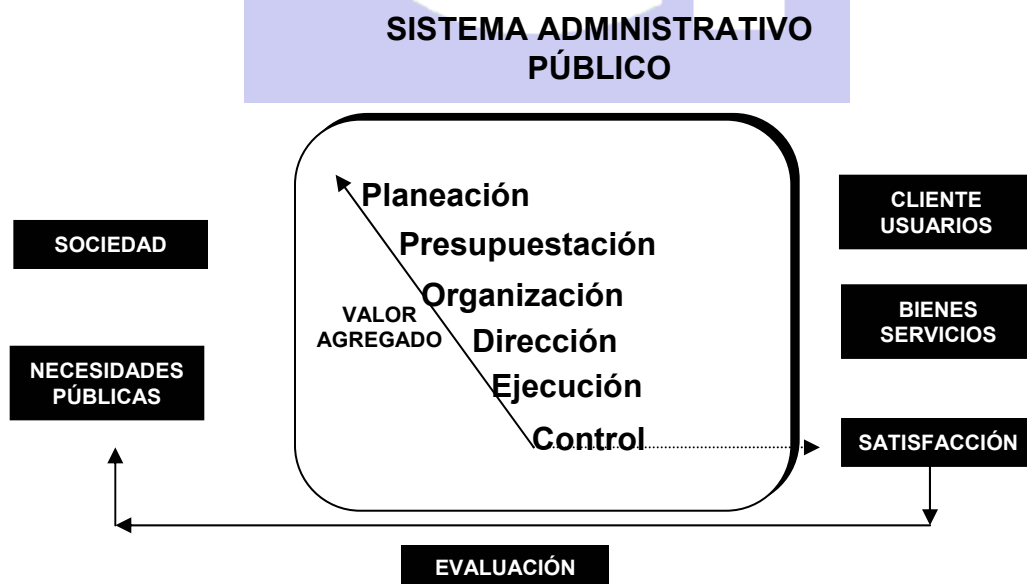 SISTEMA ADMINISTRATIVO
PÚBLICO
SOCIEDAD
NECESIDADES
PÚBLICAS
Planeación
Presupuestación
Organización
VALOR
AGREGADO
Dirección
Ejecución
Control
CLIENTE
USUARIOS
BIENES
SERVICIOS
SATISFACCIÓN
EVALUACIÓN